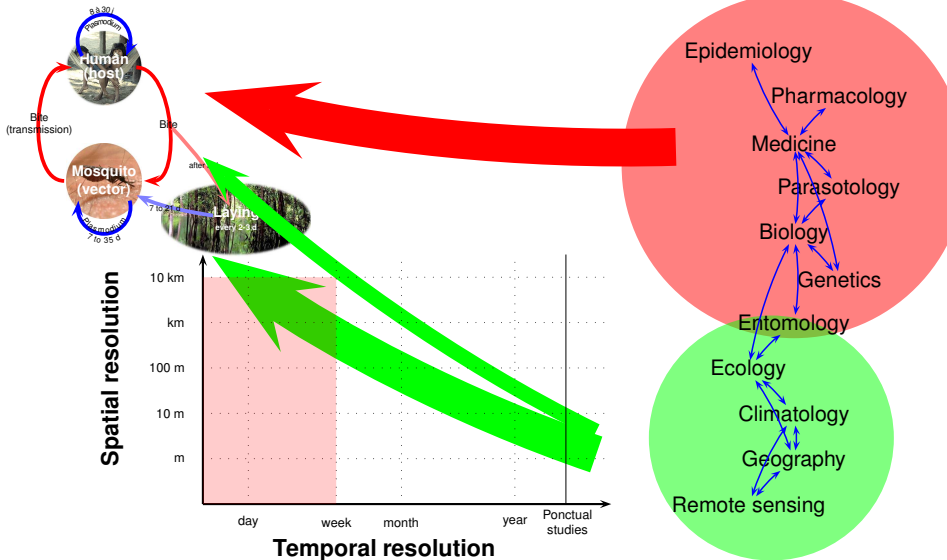 8 à 30 j
Plasmodium
Human
(host)
Bite
(transmission)
Bite
Mosquito
(vector)
Plasmodium
7 to 35 d
after
7 to 21 d
Laying
every 2-3 d
Spatial resolution
10 km
km
100 m
10 m
m
day
week
month
year
Ponctual
studies
Temporal resolution
Epidemiology
Pharmacology
Medicine
Parasotology
Biology
Genetics
Entomology
Ecology
Climatology
Geography
Remote sensing